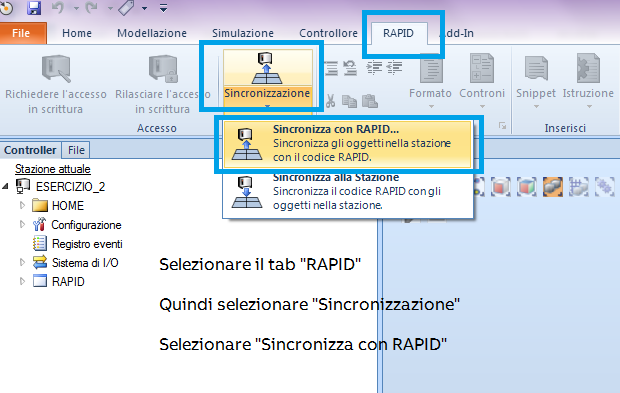 File Home Modellazione Simulazione Controllore RAPID Add-In
Richiedere l'accesso
in scrittura
Rilasciare l'accesso
in scrittura
Sincronizzazione
Formato Controni Snippet Istruzione
Accesso
Inserisci
Sincronizza con RAPID...
Sincronizza gli oggetti nella stazione
con il codice RAPID.
Sincronizza alla Stazione
Sincronizza il codice RAPID con gli
oggetti nella stazione.
Controller File
Stazione attuale
ESERCIZIO_2
HOME
Configurazione
Registro eventi
Sistema di I/O
RAPID
Selezionare il tab "RAPID"
Quindi selezionare "Sincronizzazione"
Selezionare "Sincronizza con RAPID"